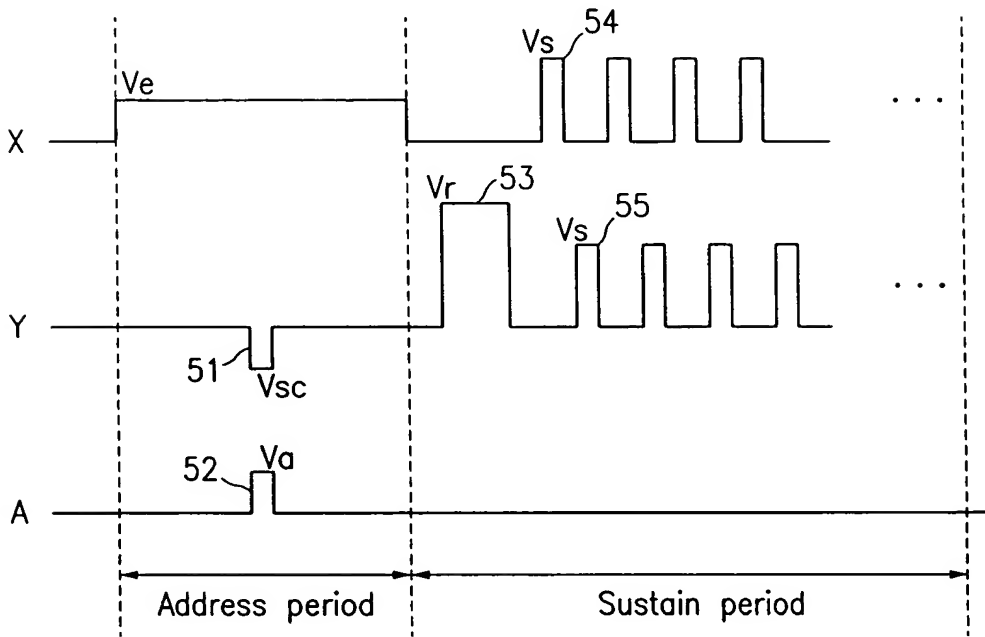 54
Vs
Ve
...
X
Vr
53
Vs
55
...
Y
51
Vsc
Va
52
A
Address period
Sustain period